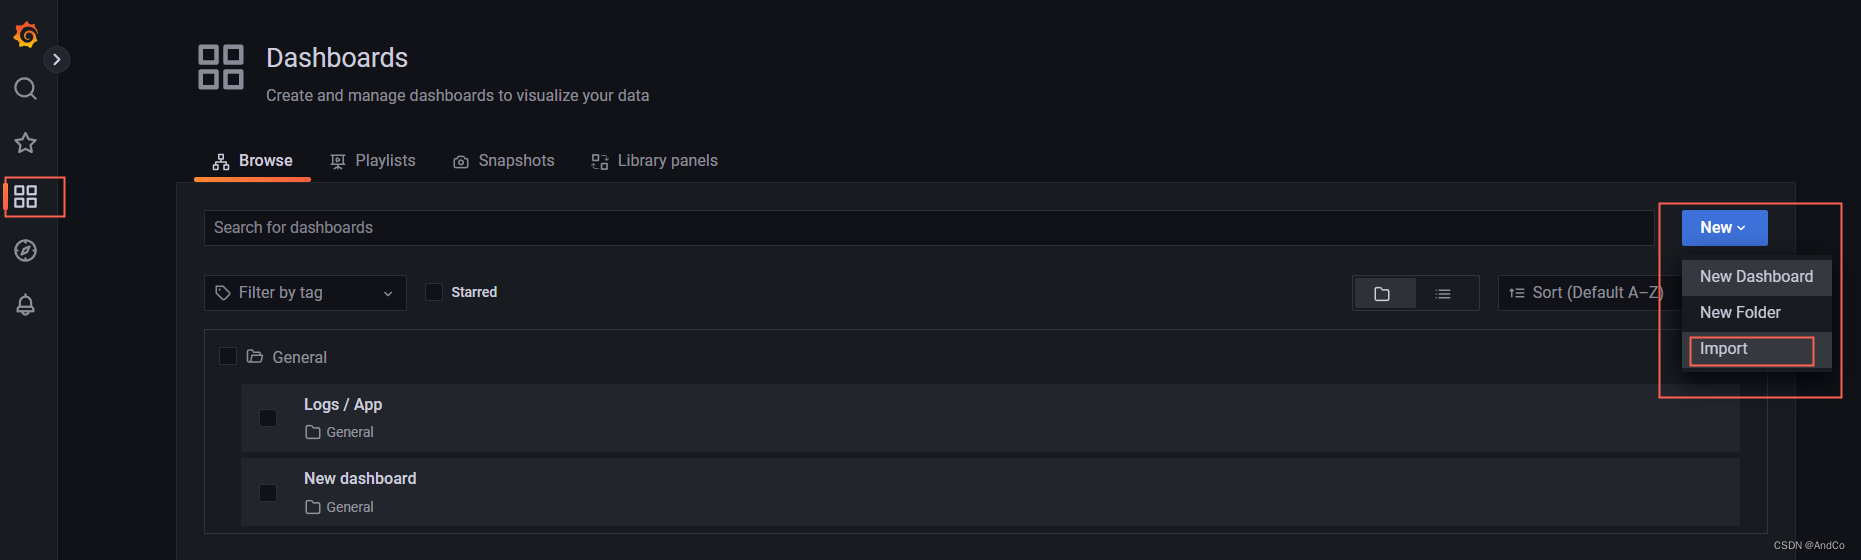 Dashboards
Create and manage dashboards to visualize your data
Browse Playlists Snapshots Library panels
Search for dashboards New
New Dashboard
Filter by tag Starred Sort (Default A–Z)
New Folder
Import
General
Logs / App
General
New dashboard
General
CSDN @AndCo